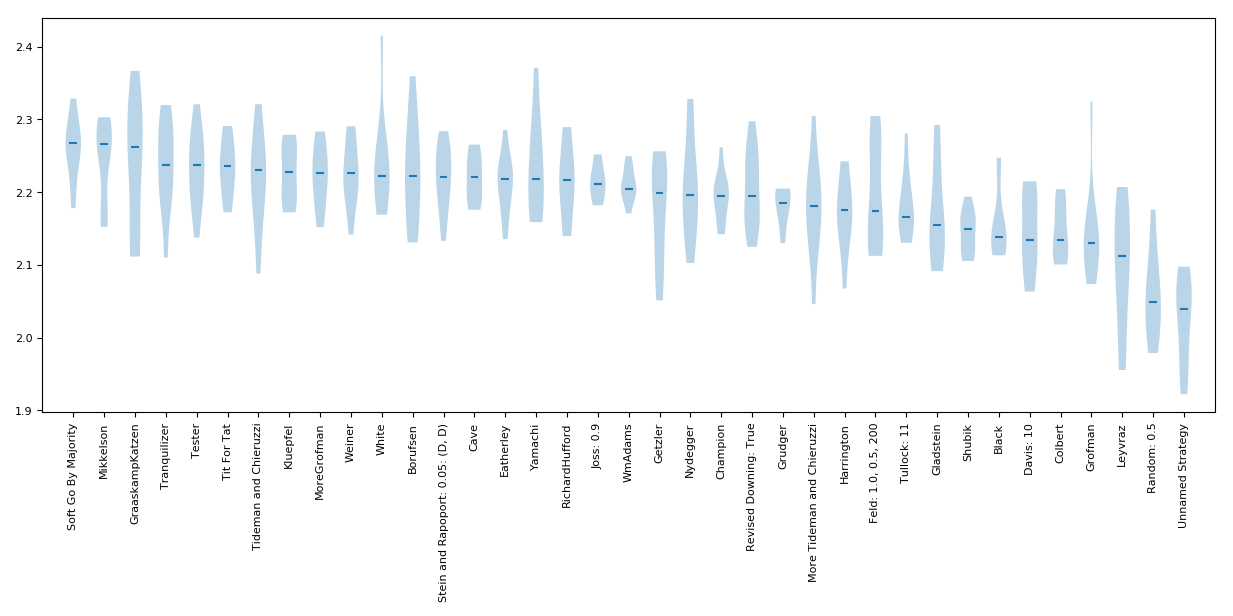 2.4
2.3
2.2
2.1
2.0
1.9
Soft Go By Majority
Mikkelson
GraaskampKatzen
Tranquilizer
Tester
Tit For Tat
Tideman and Chieruzzi
Kluepfel
MoreGrofman
Weiner
White
Borufsen
Stein and Rapoport: 0.05: (D, D)
Cave
Eatherley
Yamachi
RichardHufford
Joss: 0.9
WmAdams
Getzler
Nydegger
Champion
Revised Downing: True
Grudger
More Tideman and Chieruzzi
Harrington
Feld: 1.0, 0.5, 200
Tullock: 11
Gladstein
Shubik
Black
Davis: 10
Colbert
Grofman
Leyvraz
Random: 0.5
Unnamed Strategy